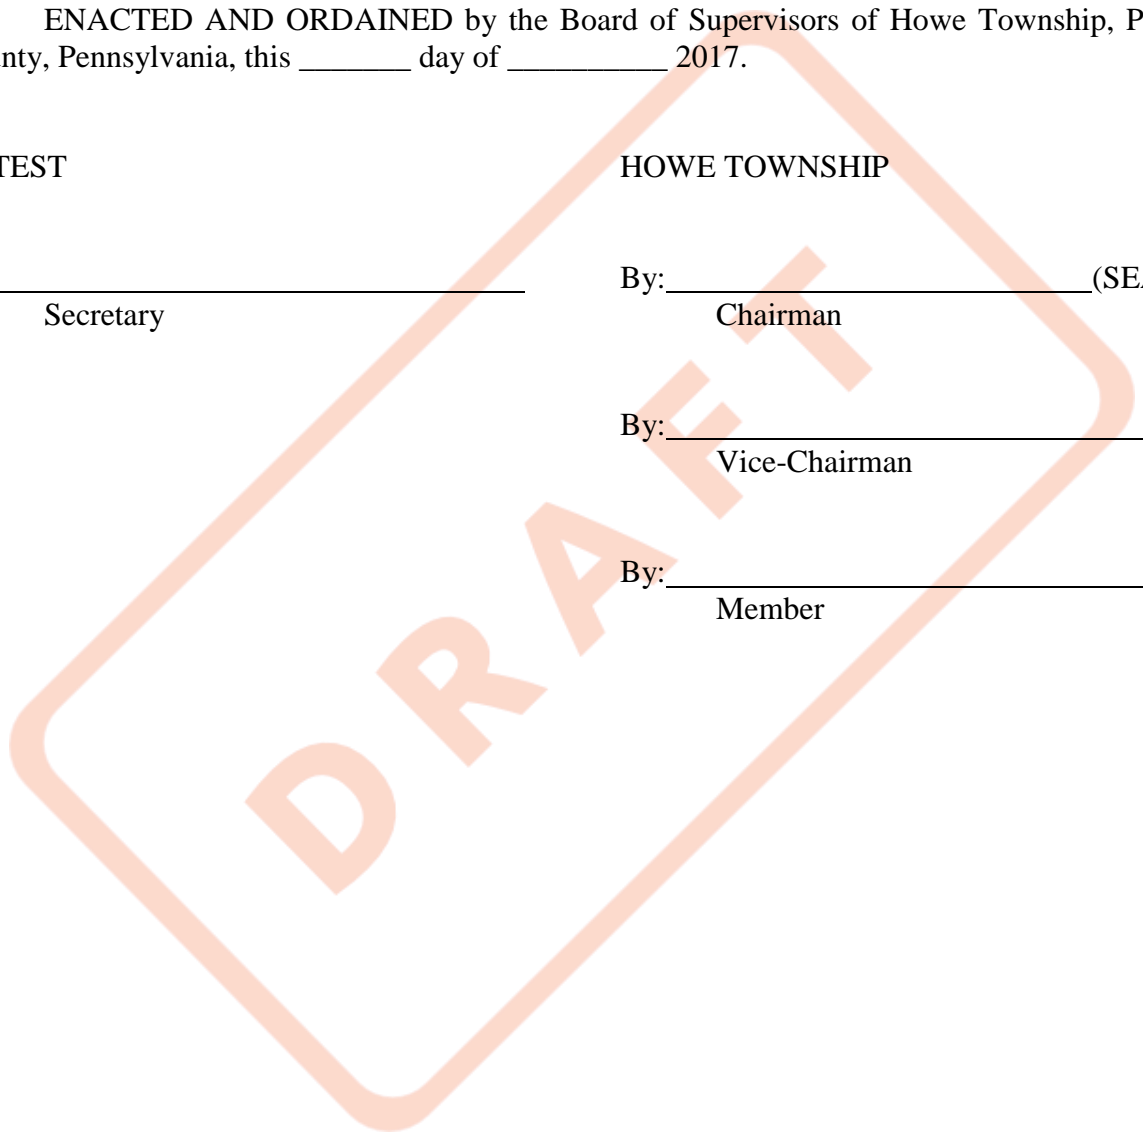 ENACTED AND ORDAINED by the Board of Supervisors of Howe Township, P
nty, Pennsylvania, this _______ day of __________ 2017.
TEST HOWE TOWNSHIP
By: (SEA
Secretary Chairman
By:
Vice-Chairman
By:
Member
DRAFT